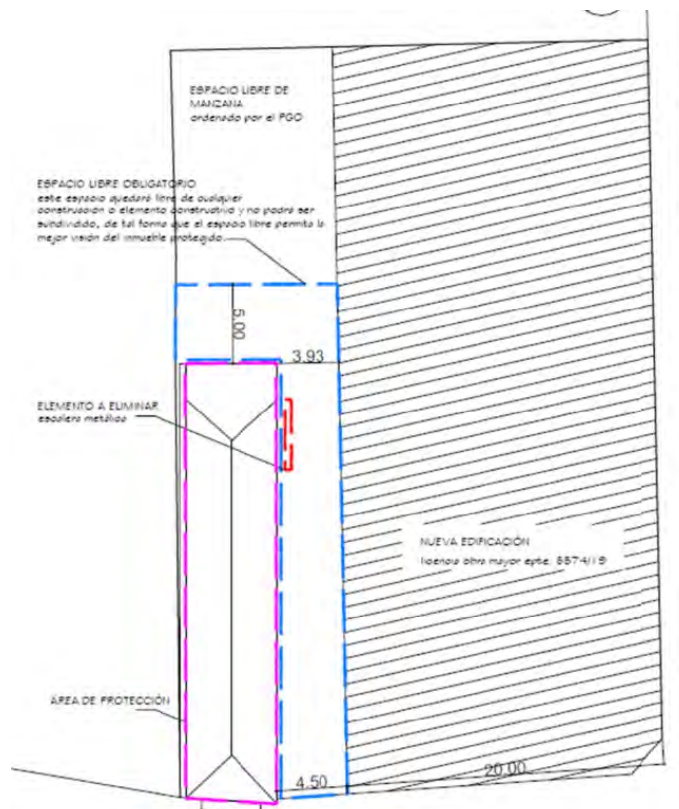 ESPACIO LIBRE DE
MANZANA
ordenado por el PGO
ESPACIO LIBRE OBLIGATORIO
este espacio quedará libre de cualquier
construcción o elemento constructivo y no podrá ser
subdividido, de tal forma que el espacio libre permita la
mejor visión del inmueble protegido.
5.00
3.93
ELEMENTO A ELIMINAR
escalera metálica
NUEVA EDIFICACIÓN
licencia obra mayor epte. 5574/19
ÁREA DE PROTECCIÓN
4.50
20.00